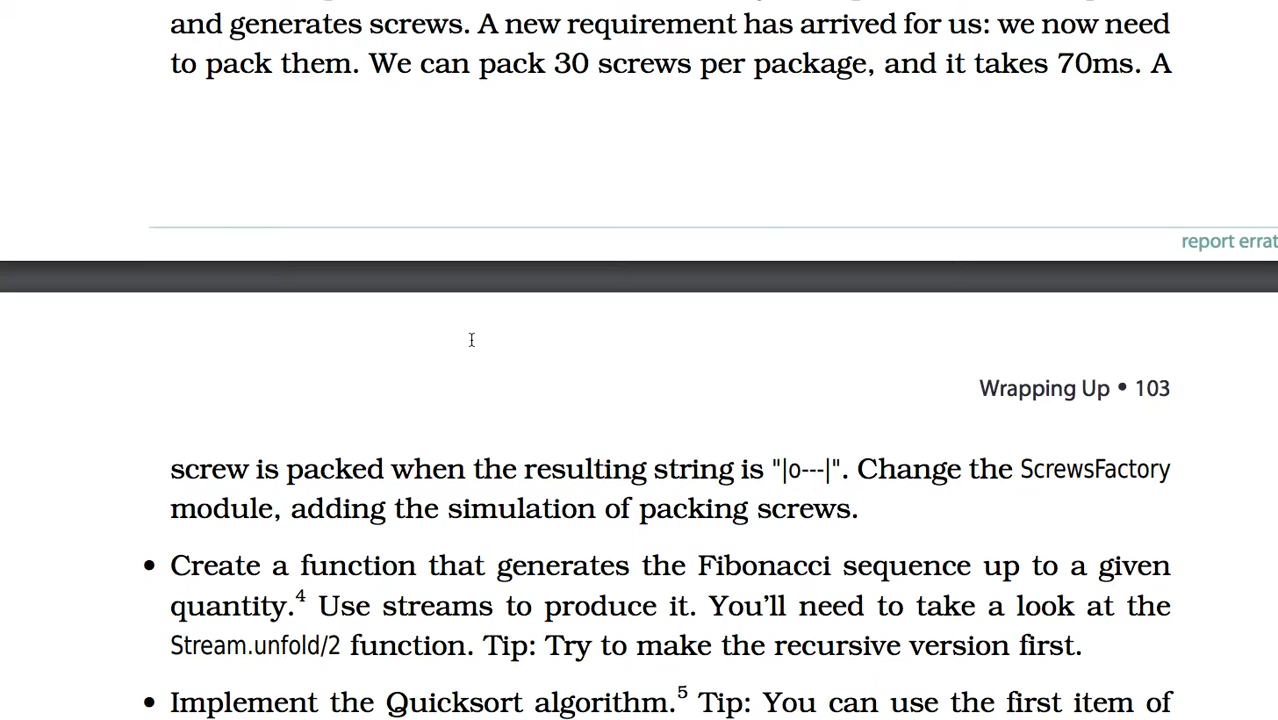 and generates screws. A new requirement has arrived for us: we now need
to pack them. We can pack 30 screws per package, and it takes 70ms. A
report errat
Wrapping Up • 103
screw is packed when the resulting string is "|o---|". Change the ScrewsFactory
module, adding the simulation of packing screws.
• Create a function that generates the Fibonacci sequence up to a given
quantity.4 Use streams to produce it. You'll need to take a look at the
Stream.unfold/2 function. Tip: Try to make the recursive version first.
• Implement the Quicksort algorithm.5 Tip: You can use the first item of